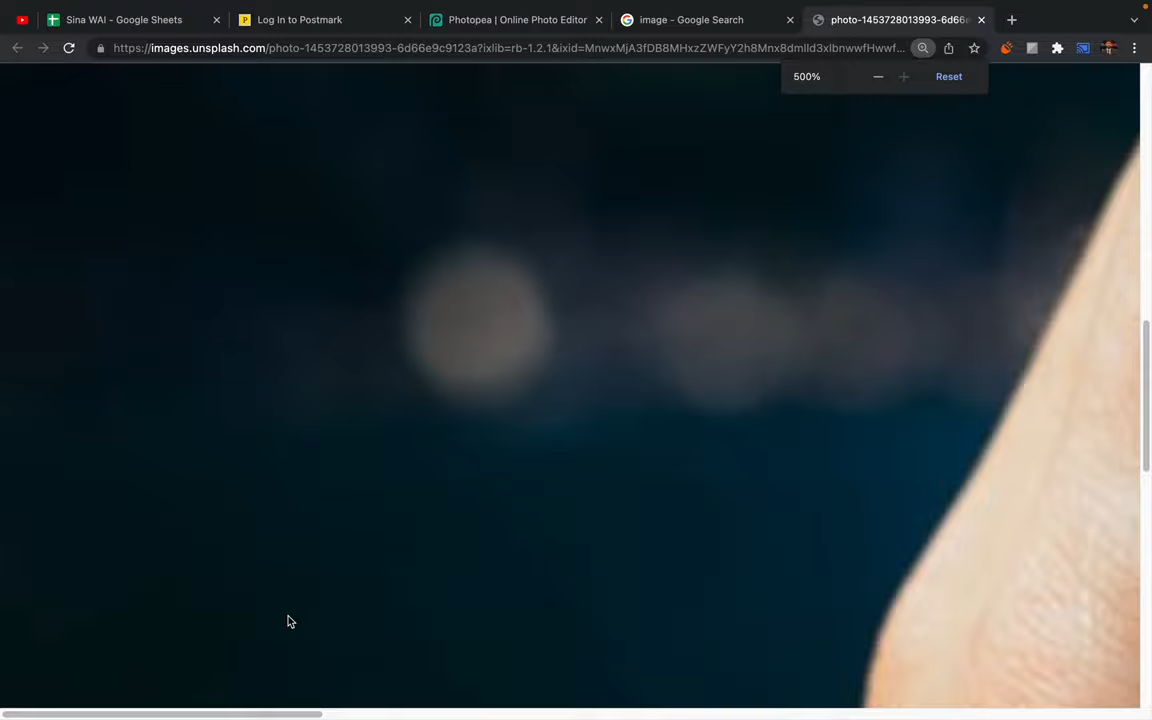 Sina WAI - Google Sheets
Log In to Postmark
Photopea | Online Photo Editor
image - Google Search
photo-1453728013993-6d66e
https://images.unsplash.com/photo-1453728013993-6d66e9c9123a?ixlib=rb-1.2.1&ixid=MnwxMjA3fDB8MHxzZWFyY2h8Mnx8dmlld3xlbnwwfHwwf...
500%
Reset